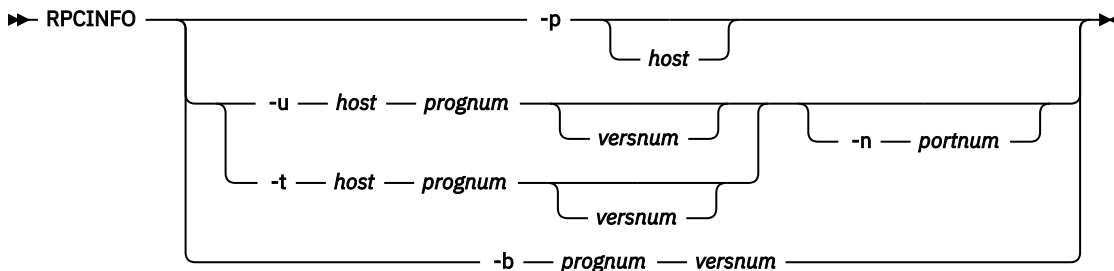 RPCINFO -p
host
-u host prognum
versnum
-n portnum
-t host prognum
versnum
-b prognum versnum